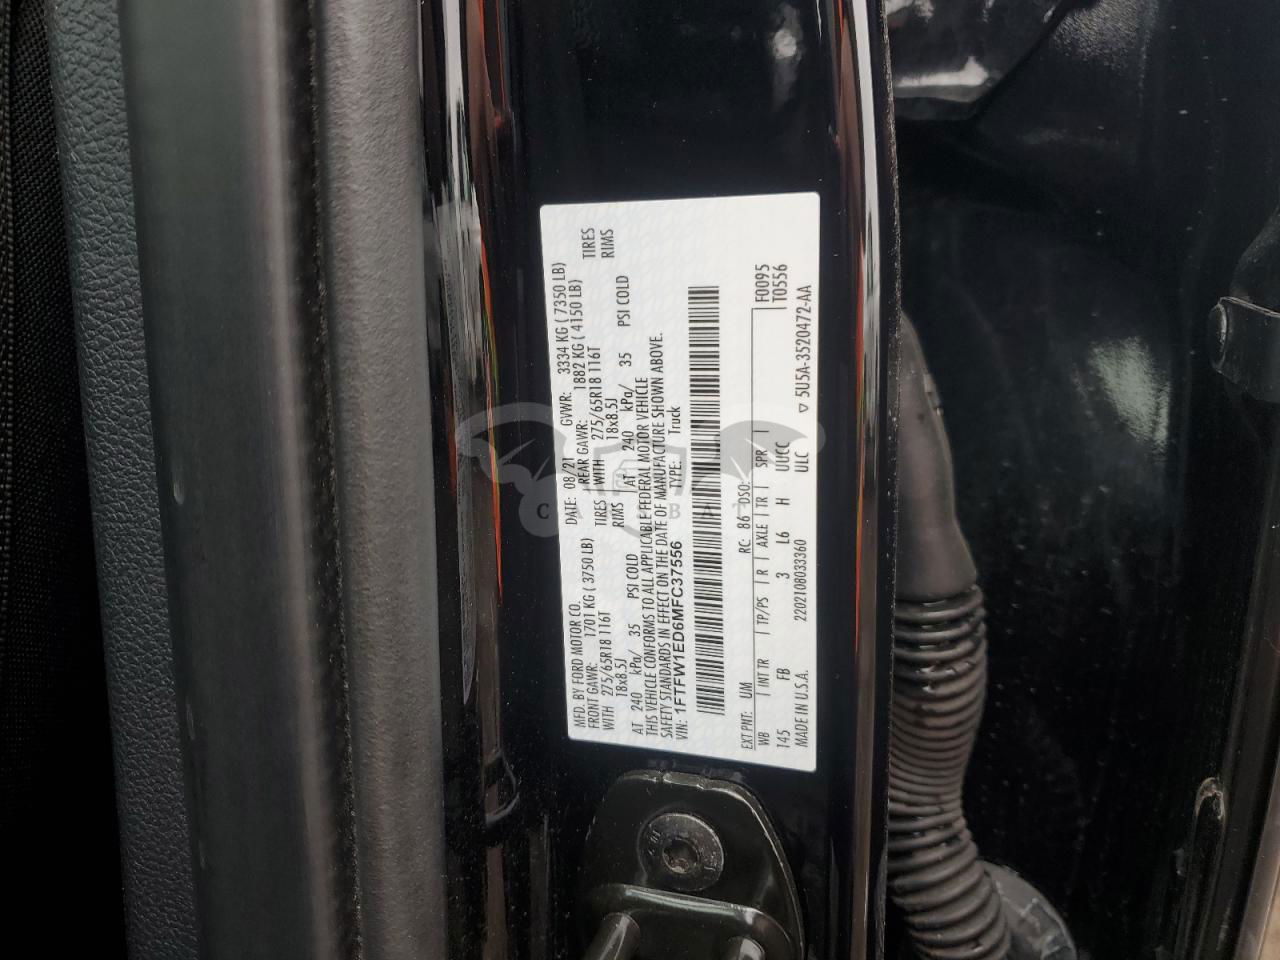 MFD. BY FORD MOTOR CO. DATE: 08/21 GVWR: 3334 KG ( 7350 LB)
FRONT GAWR: 1701 KG ( 3750 LB) REAR GAWR: 1882 KG ( 4150 LB)
WITH 275/65R18 116T TIRES WITH 275/65R18 116T TIRES
18x8.5J RIMS 18x8.5J RIMS
AT 240 kPa/ 35 PSI COLD AT 240 kPa/ 35 PSI COLD
THIS VEHICLE CONFORMS TO ALL APPLICABLE FEDERAL MOTOR VEHICLE
SAFETY STANDARDS IN EFFECT ON THE DATE OF MANUFACTURE SHOWN ABOVE.
VIN: 1FTFW1ED6MFC37556 TYPE: Truck
EXT PNT: UM RC: 86 DSO: F0095
WB INT TR TP/PS R AXLE TR SPR T0556
145 FB 3 L6 H UUCC
MADE IN U.S.A. 2202108033360 ULC ▽ 5U5A-3520472-AA